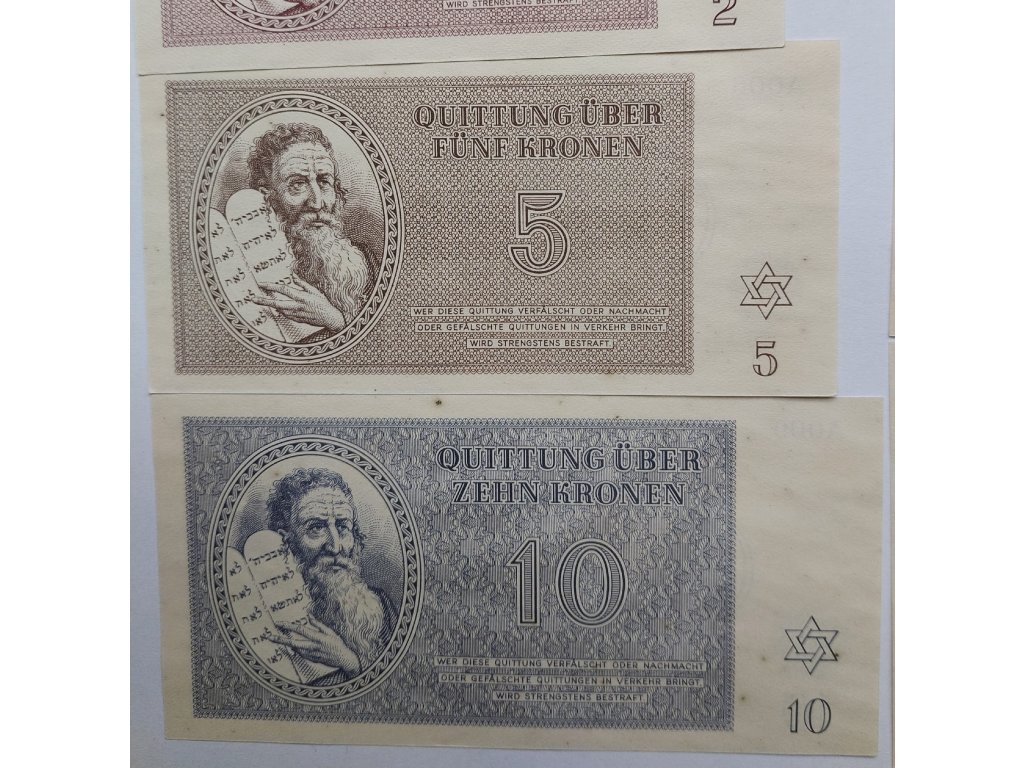 WIRD STRENGSTENS BESTRAFT
2
QUITTUNG ÜBER
FÜNF KRONEN
5
WER DIESE QUITTUNG VERFÄLSCHT ODER NACHMACHT
ODER GEFÄLSCHTE QUITTUNGEN IN VERKEHR BRINGT,
WIRD STRENGSTENS BESTRAFT.
5
QUITTUNG ÜBER
ZEHN KRONEN
10
WER DIESE QUITTUNG VERFÄLSCHT ODER NACHMACHT
ODER GEFÄLSCHTE QUITTUNGEN IN VERKEHR BRINGT
WIRD STRENGSTENS BESTRAFT.
10